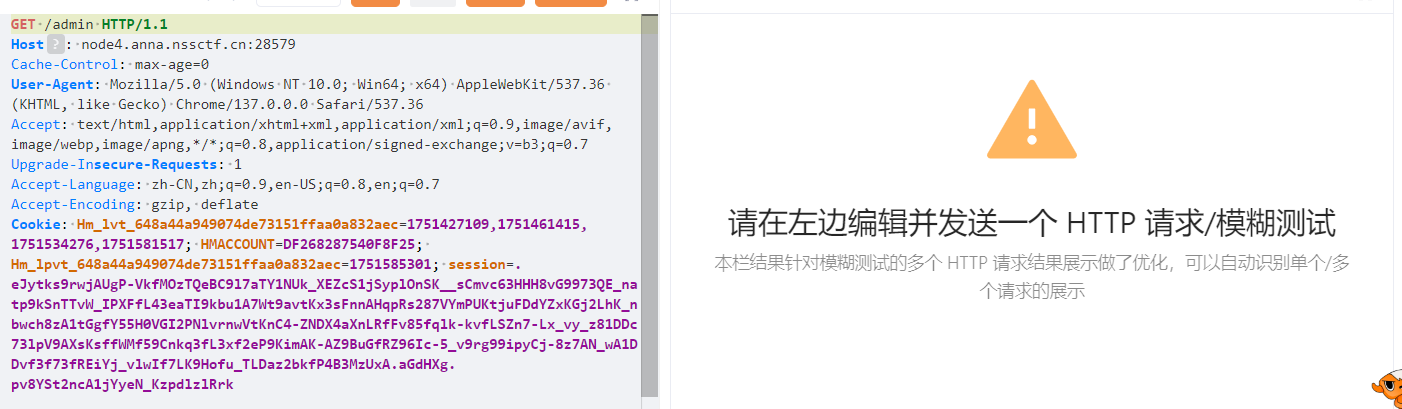 GET /admin HTTP/1.1
Host ? : node4.anna.nssctf.cn:28579
Cache-Control: max-age=0
User-Agent: Mozilla/5.0 (Windows NT 10.0; Win64; x64) AppleWebKit/537.36
(KHTML, like Gecko) Chrome/137.0.0.0 Safari/537.36
Accept: text/html,application/xhtml+xml,application/xml;q=0.9,image/avif,
image/webp,image/apng,*/*;q=0.8,application/signed-exchange;v=b3;q=0.7
Upgrade-Insecure-Requests: 1
Accept-Language: zh-CN,zh;q=0.9,en-US;q=0.8,en;q=0.7
Accept-Encoding: gzip, deflate
Cookie: Hm_lvt_648a44a949074de73151ffaa0a832aec=1751427109,1751461415,
1751534276,1751581517; HMACCOUNT=DF268287540F8F25;
Hm_lpvt_648a44a949074de73151ffaa0a832aec=1751585301; session=.
eJytks9rwjAUgP-VkfMOzTQeBC9l7aTY1NUk_XEZcS1jSyplOnSK__sCmvc63HHH8vG9973QE_na
tp9kSnTTvW_IPXFfL43eaTI9kbu1A7Wt9avtKx3sFnnAHqpRs287VYmPUKtjuFDdYZxKGj2LhK_n
bwch8zA1tGgfY55H0VGI2PNlvrnwVtKnC4-ZNDX4aXnLRfFv85fqlk-kvfLSZn7-Lx_vy_z81DDc
73lpV9AXsKsffWMf59Cnkq3fL3xf2eP9KimAK-AZ9BuGfRZ96Ic-5_v9rg99ipyCj-8z7AN_wA1D
Dvf3f73fREiYj_vlwIf7LK9Hofu_TLDaz2bkfP4B3MzUxA.aGdHXg.
pv8YSt2ncA1jYyeN_Kzpdlzl​Rrk
请在左边编辑并发送一个 HTTP 请求/模糊测试
本栏结果针对模糊测试的多个 HTTP 请求结果展示做了优化，可以自动识别单个/多
个请求的展示